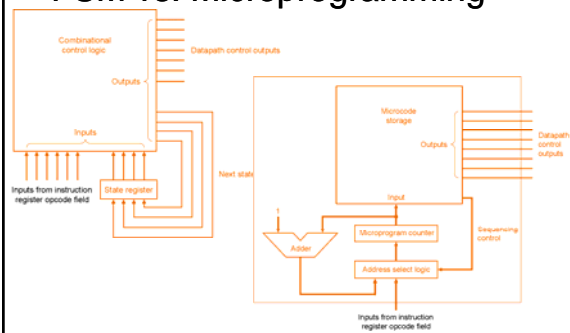 FSM vs. Microprogramming
Combinational
control logic
Datapath control outputs
Outputs
Inputs
Inputs from instruction
register opcode field
State register
Next state
Microcode
storage
Outputs
Datapath
control
outputs
Input
1
Microprogram counter
Adder
Address select logic
Sequencing
control
Inputs from instruction
register opcode field